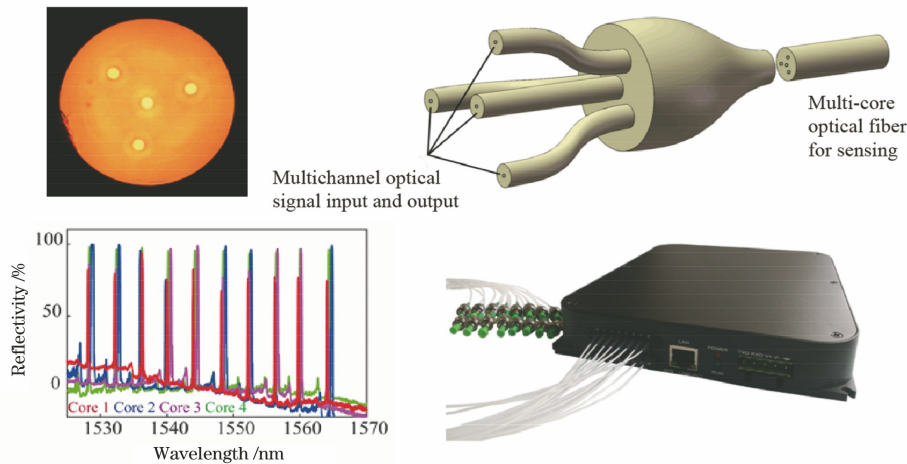 Multi-core
optical fiber
for sensing
Multichannel optical
signal input and output
100
50
0
Reflectivity /%
Core 1 Core 2 Core 3 Core 4
1530 1540 1550 1560 1570
Wavelength /nm
LAN